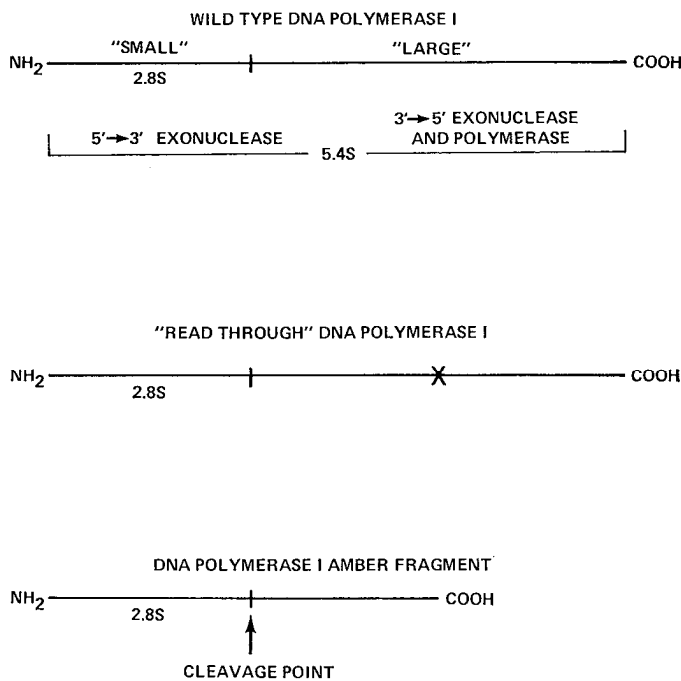 WILD TYPE DNA POLYMERASE I
"SMALL" "LARGE"
NH2 COOH
2.8S
5'→3' EXONUCLEASE
3'→5' EXONUCLEASE
AND POLYMERASE
5.4S
"READ THROUGH" DNA POLYMERASE I
NH2 X COOH
2.8S
DNA POLYMERASE I AMBER FRAGMENT
NH2 COOH
2.8S
CLEAVAGE POINT